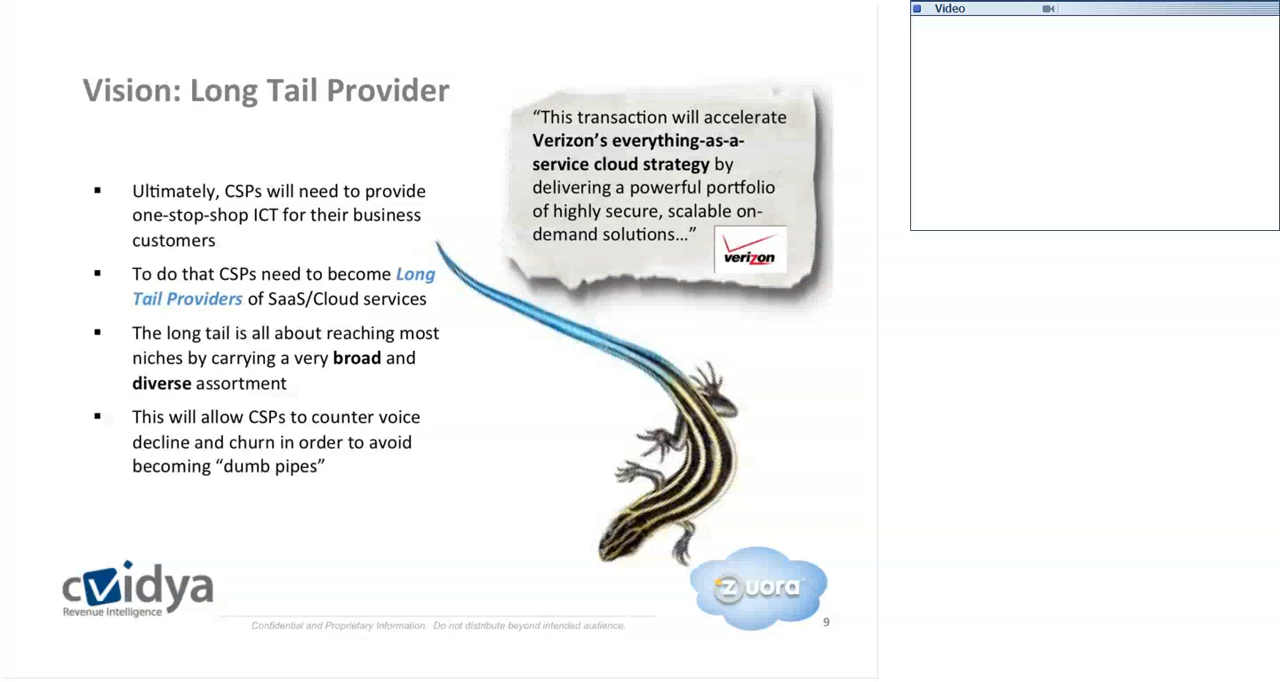 Video
Vision: Long Tail Provider
“This transaction will accelerate
Verizon’s everything-as-a-
service cloud strategy by
delivering a powerful portfolio
of highly secure, scalable on-
demand solutions…”
verizon
▪ Ultimately, CSPs will need to provide
one-stop-shop ICT for their business
customers
▪ To do that CSPs need to become Long
Tail Providers of SaaS/Cloud services
▪ The long tail is all about reaching most
niches by carrying a very broad and
diverse assortment
▪ This will allow CSPs to counter voice
decline and churn in order to avoid
becoming “dumb pipes”
cvidya
Revenue Intelligence
zuora
Confidential and Proprietary Information. Do not distribute beyond intended audience.
9